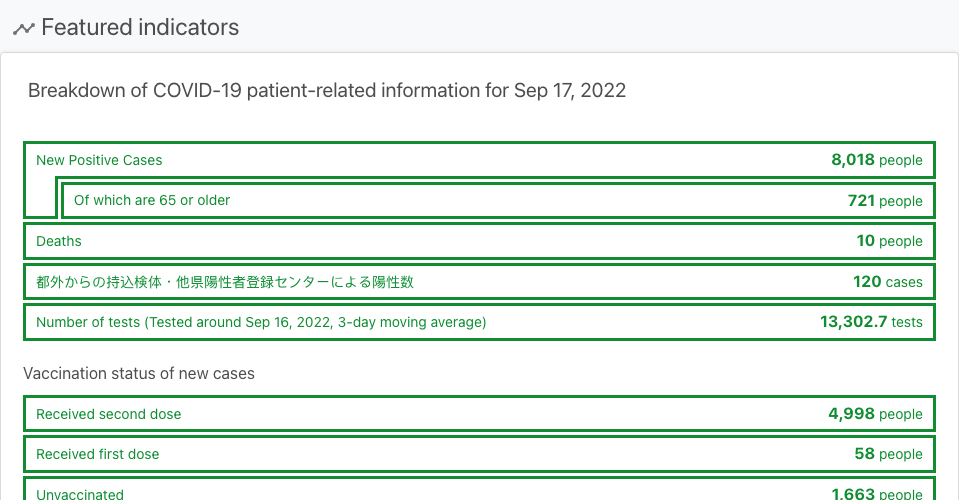 Featured indicators
Breakdown of COVID-19 patient-related information for Sep 17, 2022
New Positive Cases 8,018 people
Of which are 65 or older 721 people
Deaths 10 people
都外からの持込検体・他県陽性者登録センターによる陽性数 120 cases
Number of tests (Tested around Sep 16, 2022, 3-day moving average) 13,302.7 tests
Vaccination status of new cases
Received second dose 4,998 people
Received first dose 58 people
Unvaccinated 1,663 people